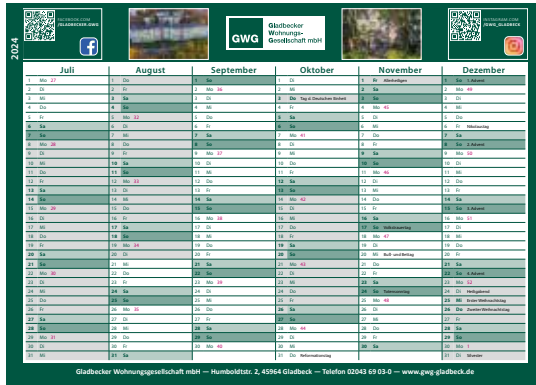 2024
FACEBOOK.COM
/GLADBECKER.GWG
GWG
Gladbecker
Wohnungs-
Gesellschaft mbH
INSTAGRAM.COM
/GWG_GLADBECK
Juli
1 Mo 27
2 Di
3 Mi
4 Do
5 Fr
6 Sa
7 So
8 Mo 28
9 Di
10 Mi
11 Do
12 Fr
13 Sa
14 So
15 Mo 29
16 Di
17 Mi
18 Do
19 Fr
20 Sa
21 So
22 Mo 30
23 Di
24 Mi
25 Do
26 Fr
27 Sa
28 So
29 Mo 31
30 Di
31 Mi
August
1 Do
2 Fr
3 Sa
4 So
5 Mo 32
6 Di
7 Mi
8 Do
9 Fr
10 Sa
11 So
12 Mo 33
13 Di
14 Mi
15 Do
16 Fr
17 Sa
18 So
19 Mo 34
20 Di
21 Mi
22 Do
23 Fr
24 Sa
25 So
26 Mo 35
27 Di
28 Mi
29 Do
30 Fr
31 Sa
September
1 So
2 Mo 36
3 Di
4 Mi
5 Do
6 Fr
7 Sa
8 So
9 Mo 37
10 Di
11 Mi
12 Do
13 Fr
14 Sa
15 So
16 Mo 38
17 Di
18 Mi
19 Do
20 Fr
21 Sa
22 So
23 Mo 39
24 Di
25 Mi
26 Do
27 Fr
28 Sa
29 So
30 Mo 40
Oktober
1 Di
2 Mi
3 Do Tag d. Deutschen Einheit
4 Fr
5 Sa
6 So
7 Mo 41
8 Di
9 Mi
10 Do
11 Fr
12 Sa
13 So
14 Mo 42
15 Di
16 Mi
17 Do
18 Fr
19 Sa
20 So
21 Mo 43
22 Di
23 Mi
24 Do
25 Fr
26 Sa
27 So
28 Mo 44
29 Di
30 Mi
31 Do Reformationstag
November
1 Fr Allerheiligen
2 Sa
3 So
4 Mo 45
5 Di
6 Mi
7 Do
8 Fr
9 Sa
10 So
11 Mo 46
12 Di
13 Mi
14 Do
15 Fr
16 Sa
17 So Volkstrauertag
18 Mo 47
19 Di
20 Mi Buß- und Bettag
21 Do
22 Fr
23 Sa
24 So Totensonntag
25 Mo 48
26 Di
27 Mi
28 Do
29 Fr
30 Sa
Dezember
1 So 1. Advent
2 Mo 49
3 Di
4 Mi
5 Do
6 Fr Nikolaustag
7 Sa
8 So 2. Advent
9 Mo 50
10 Di
11 Mi
12 Do
13 Fr
14 Sa
15 So 3. Advent
16 Mo 51
17 Di
18 Mi
19 Do
20 Fr
21 Sa
22 So 4. Advent
23 Mo 52
24 Di Heiligabend
25 Mi Erster Weihnachtstag
26 Do Zweiter Weihnachtstag
27 Fr
28 Sa
29 So
30 Mo 1
31 Di Silvester
Gladbecker Wohnungsgesellschaft mbH — Humboldtstr. 2, 45964 Gladbeck — Telefon 02043 69 03-0 — www.gwg-gladbeck.de